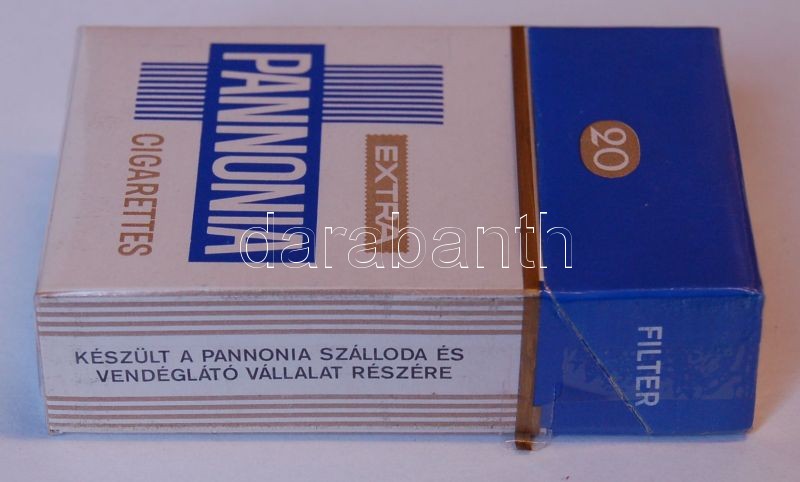 PANNONIA
EXTRA
CIGARETTES
20
FILTER
KÉSZÜLT A PANNONIA SZÁLLODA ÉS
VENDÉGLÁTÓ VÁLLALAT RÉSZÉRE
darabanth